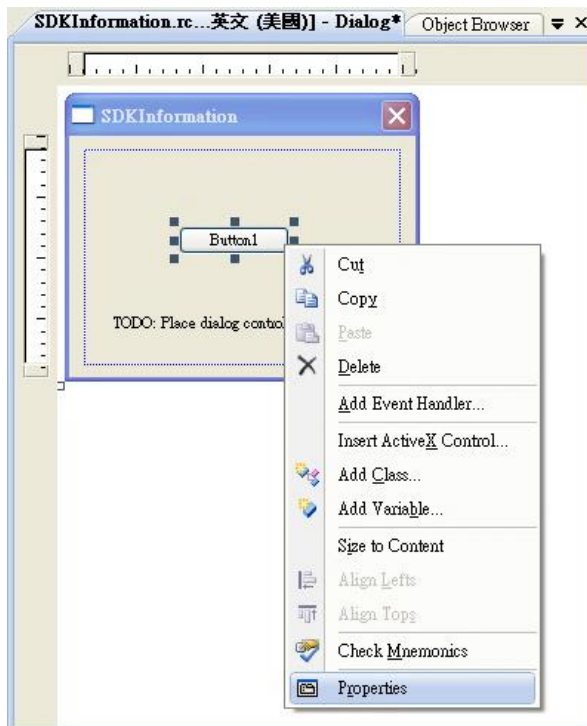 SDKInformation.rc...英文 (美國)] - Dialog*
Object Browser
SDKInformation
Button1
TODO: Place dialog contro
Cut
Copy
Paste
Delete
Add Event Handler...
Insert ActiveX Control...
Add Class...
Add Variable...
Size to Content
Align Lefts
Align Tops
Check Mnemonics
Properties